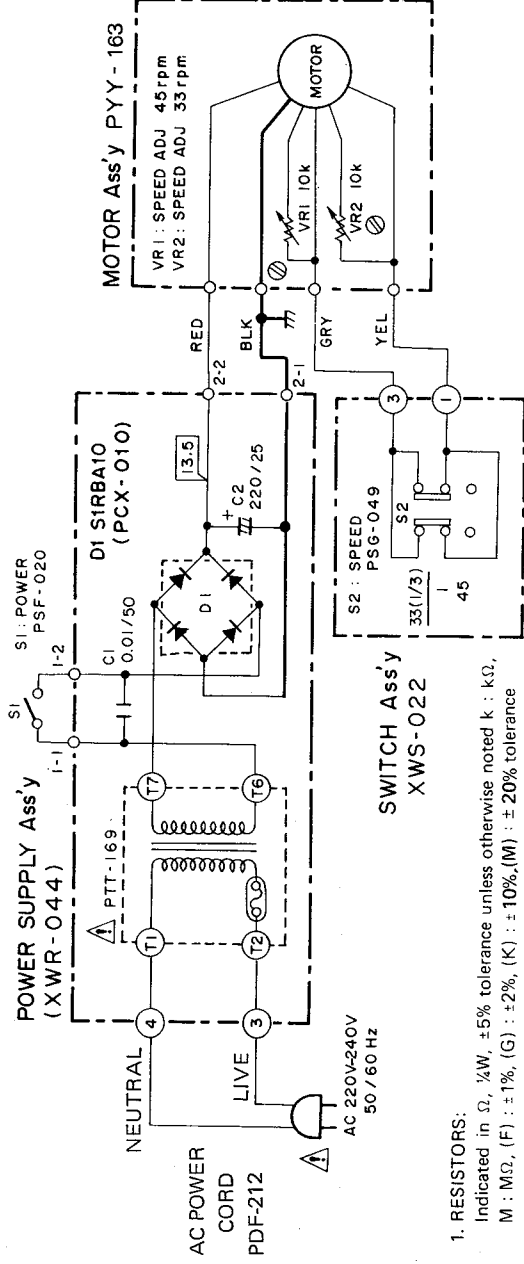 MOTOR Ass'y PYY-163
VR1 : SPEED ADJ 45rpm
VR2 : SPEED ADJ 33rpm
MOTOR
VR1 10k
VR2 10k
RED
BLK
GRY
YEL
2-2
2-1
POWER SUPPLY Ass'y
(XWR-044)
S1 : POWER
PSF-020
S1
1-1
1-2
C1
0.01/50
D1 S1RBA10
(PCX-010)
13.5
+
C2
220/25
D1
PTT-169
T7
T6
T1
T2
4
3
NEUTRAL
LIVE
AC POWER
CORD
PDF-212
AC 220V-240V
50/60 Hz
3
1
S2 : SPEED
PSG-049
S2
33(1/3)
1
45
SWITCH Ass'y
XWS-022
1. RESISTORS:
Indicated in Ω, ¼W, ±5% tolerance unless otherwise noted k : kΩ,
M : MΩ, (F) : ±1%, (G) : ±2%, (K) : ±10%,(M) : ± 20% tolerance